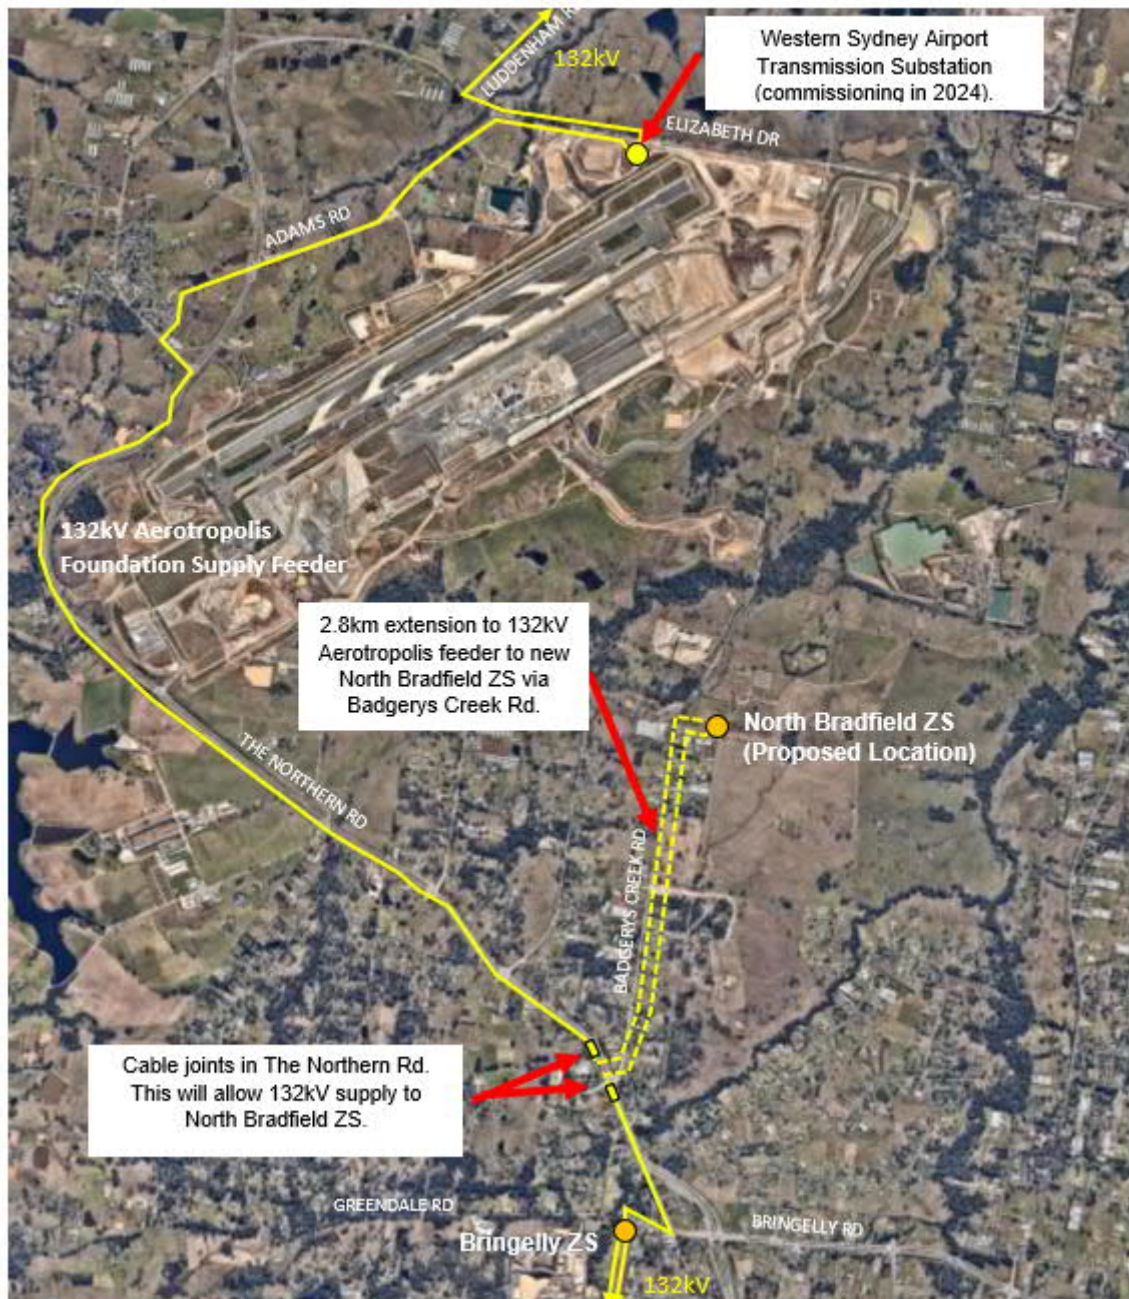 LUDDENHAM RD
132kV
Western Sydney Airport
Transmission Substation
(commissioning in 2024).
ELIZABETH DR
ADAMS RD
132kV Aerotropolis
Foundation Supply Feeder
2.8km extension to 132kV
Aerotropolis feeder to new
North Bradfield ZS via
Badgerys Creek Rd.
North Bradfield ZS
(Proposed Location)
THE NORTHERN RD
BADGERYS CREEK RD
Cable joints in The Northern Rd.
This will allow 132kV supply to
North Bradfield ZS.
GREENDALE RD
BRINGELLY RD
Bringelly ZS
132kV